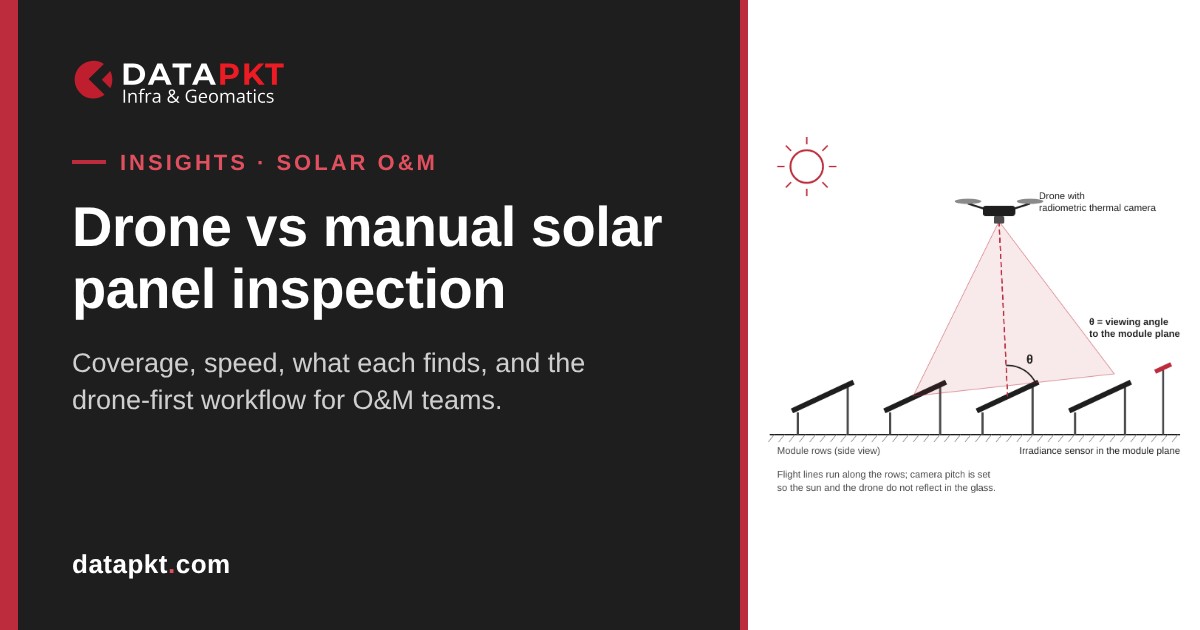 DATAPKT
Infra & Geomatics
INSIGHTS · SOLAR O&M
Drone vs manual solar
panel inspection
Coverage, speed, what each finds, and the
drone-first workflow for O&M teams.
datapkt.com
Drone with
radiometric thermal camera
θ = viewing angle
to the module plane
θ
Module rows (side view)
Irradiance sensor in the module plane
Flight lines run along the rows; camera pitch is set
so the sun and the drone do not reflect in the glass.